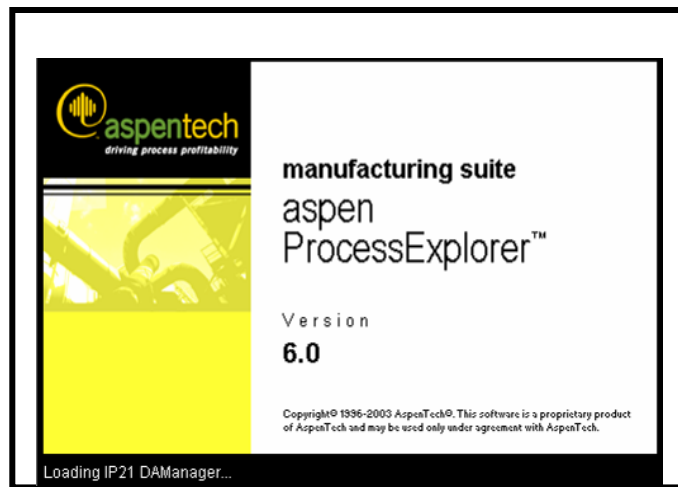 aspentech
driving process profitability
manufacturing suite
aspen
ProcessExplorer™
Version
6.0
Copyright© 1996-2003 AspenTech©. This software is a proprietary product
of AspenTech and may be used only under agreement with AspenTech.
Loading IP21 DAManager...